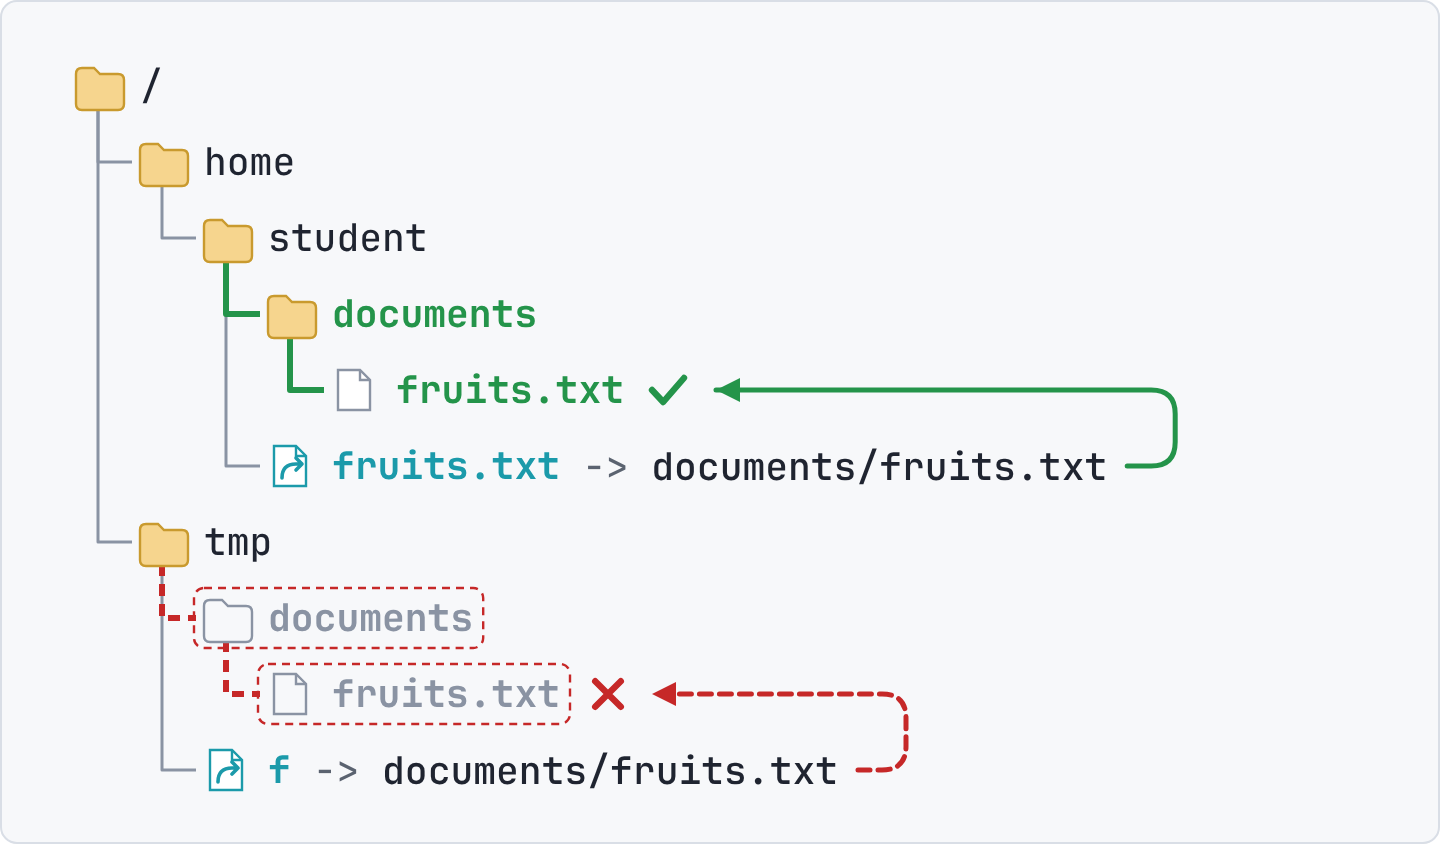 /
home
student
documents
fruits.txt
fruits.txt -> documents/fruits.txt
tmp
documents
fruits.txt
f -> documents/fruits.txt